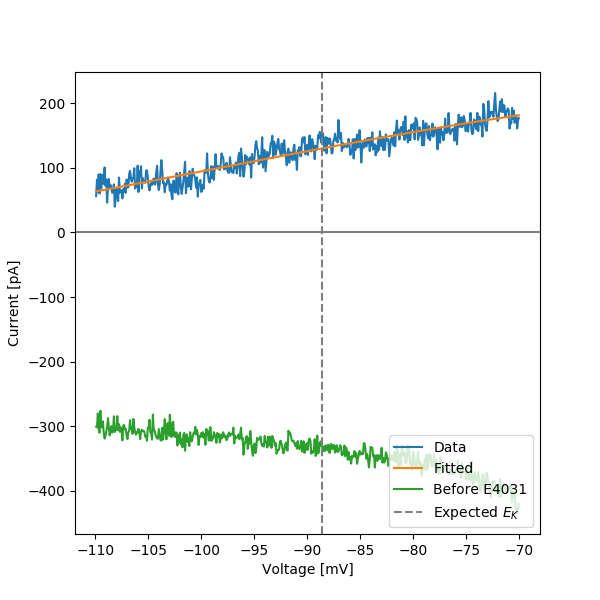 200
100
0
−100
−200
−300
−400
Current [pA]
−110 −105 −100 −95 −90 −85 −80 −75 −70
Voltage [mV]
Data
Fitted
Before E4031
Expected E_K